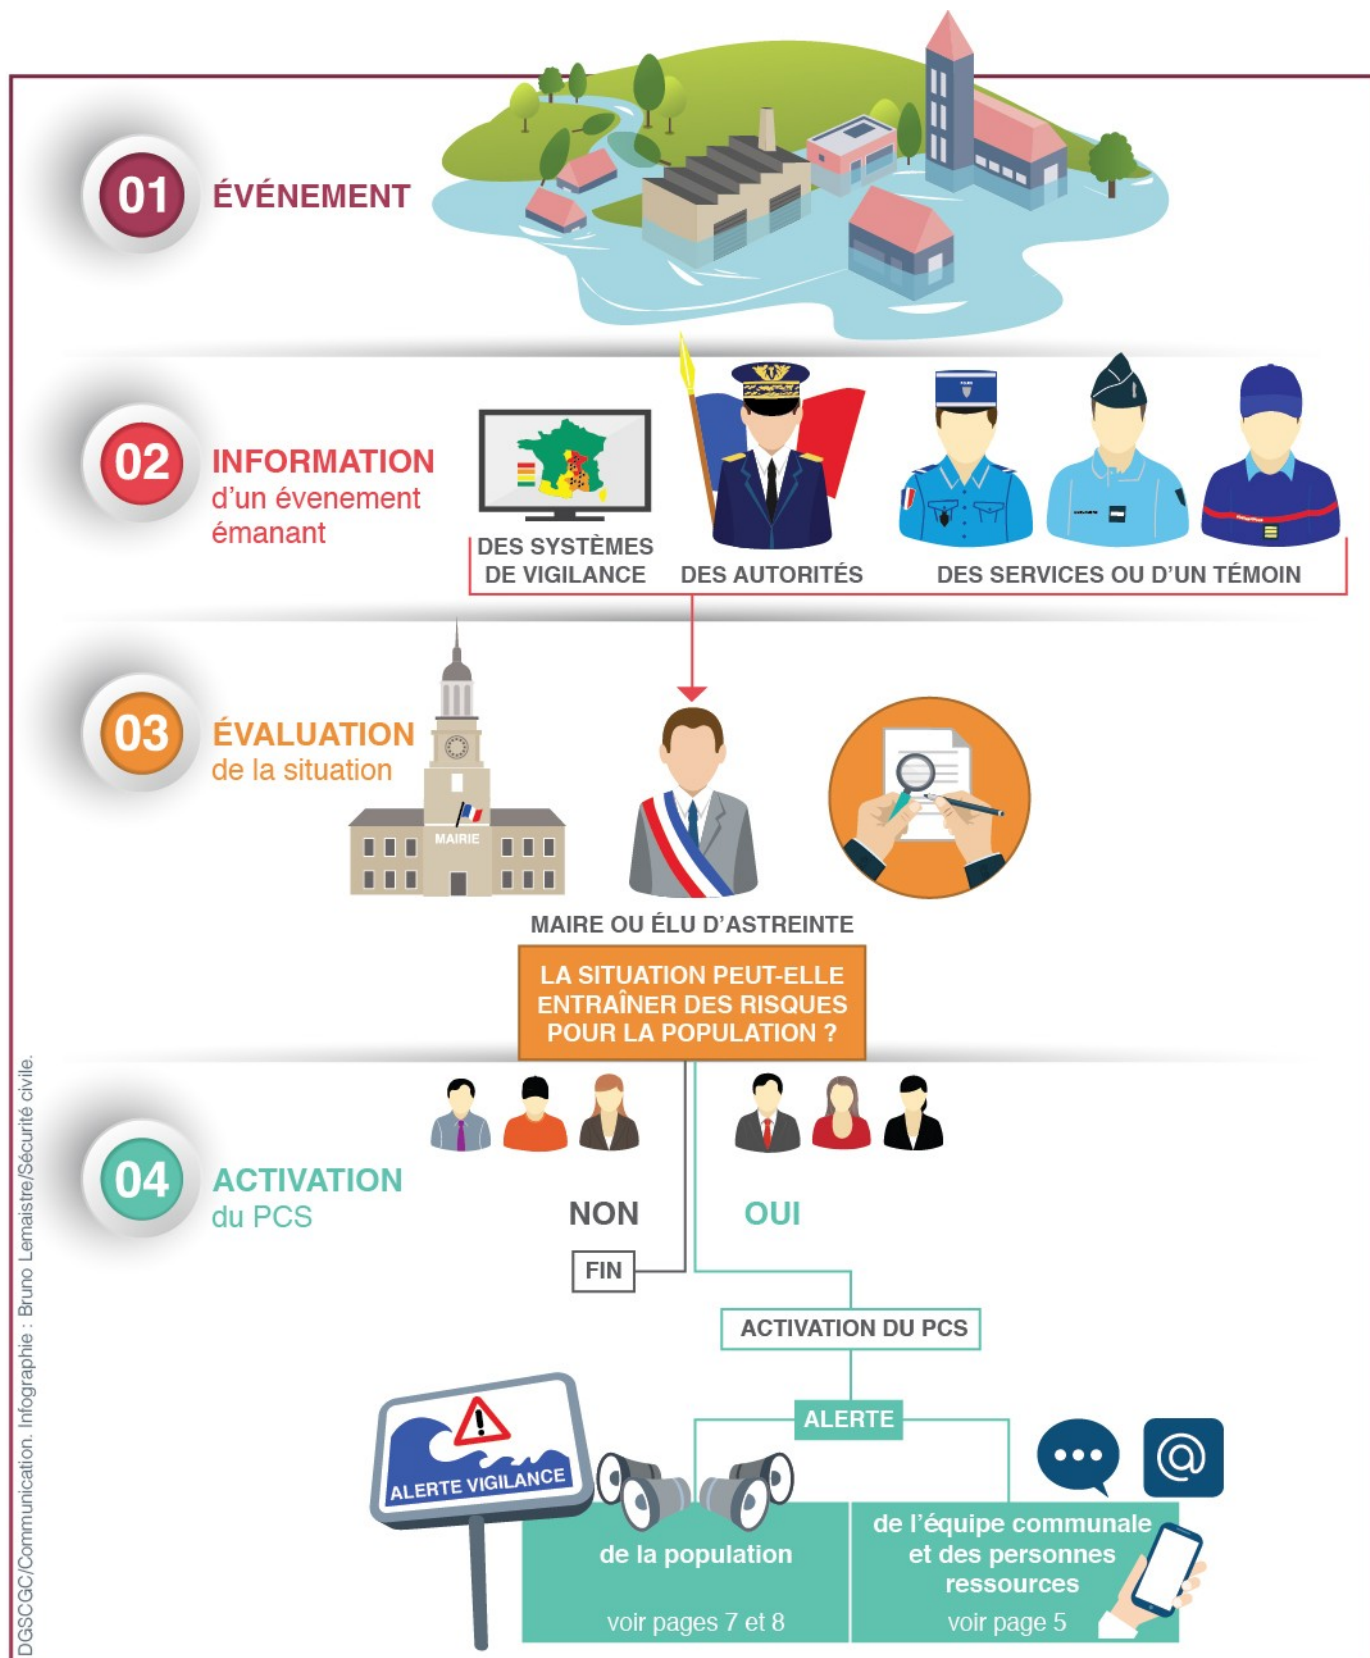 01
ÉVÉNEMENT
02
INFORMATION
d’un évenement
émanant
DES SYSTÈMES
DE VIGILANCE
DES AUTORITÉS
DES SERVICES OU D’UN TÉMOIN
03
ÉVALUATION
de la situation
MAIRIE
MAIRE OU ÉLU D’ASTREINTE
LA SITUATION PEUT-ELLE
ENTRAÎNER DES RISQUES
POUR LA POPULATION ?
04
ACTIVATION
du PCS
NON
OUI
FIN
ACTIVATION DU PCS
ALERTE
ALERTE VIGILANCE
@
de la population
voir pages 7 et 8
de l’équipe communale
et des personnes
ressources
voir page 5
DGSCGC/Communication. Infographie : Bruno Lemaistre/Sécurité civile.